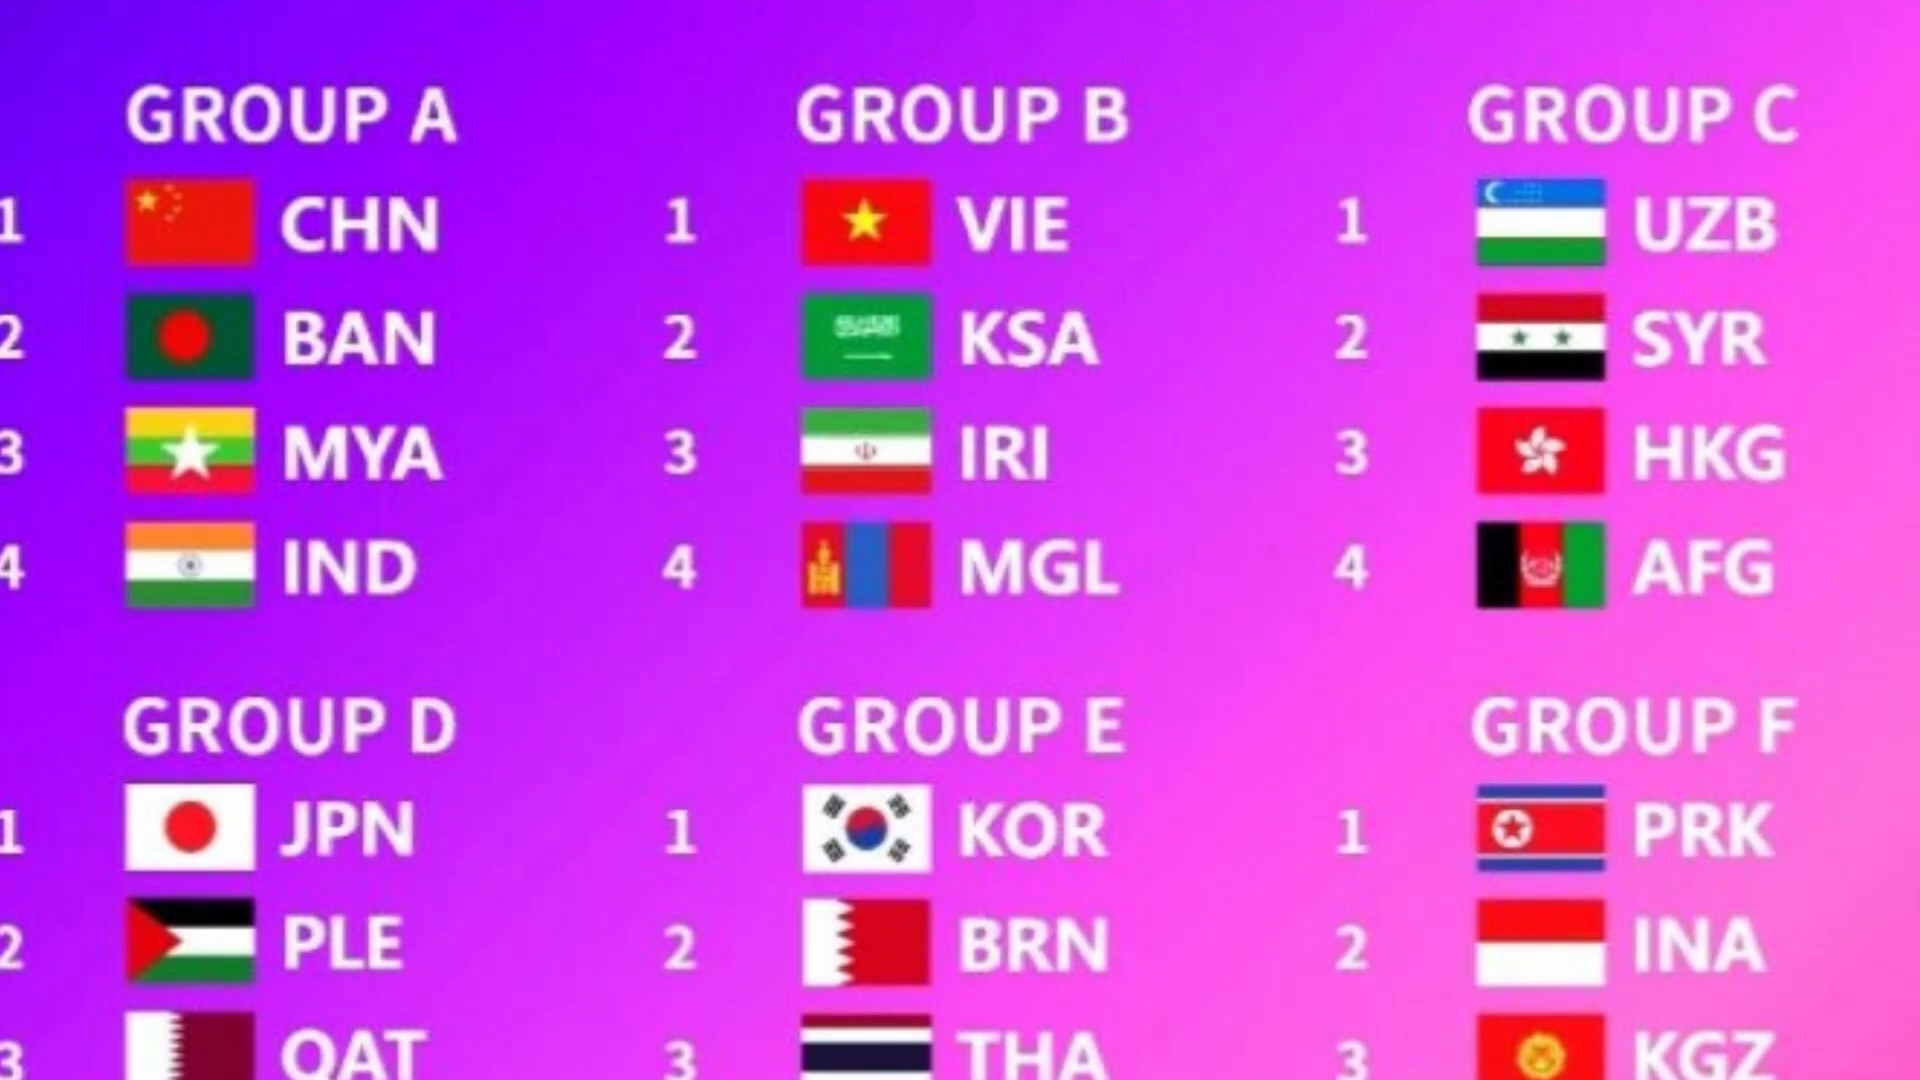 GROUP A
1 CHN
2 BAN
3 MYA
4 IND
GROUP B
1 VIE
2 KSA
3 IRI
4 MGL
GROUP C
1 UZB
2 SYR
3 HKG
4 AFG
GROUP D
1 JPN
2 PLE
3 QAT
GROUP E
1 KOR
2 BRN
3 THA
GROUP F
1 PRK
2 INA
3 KGZ